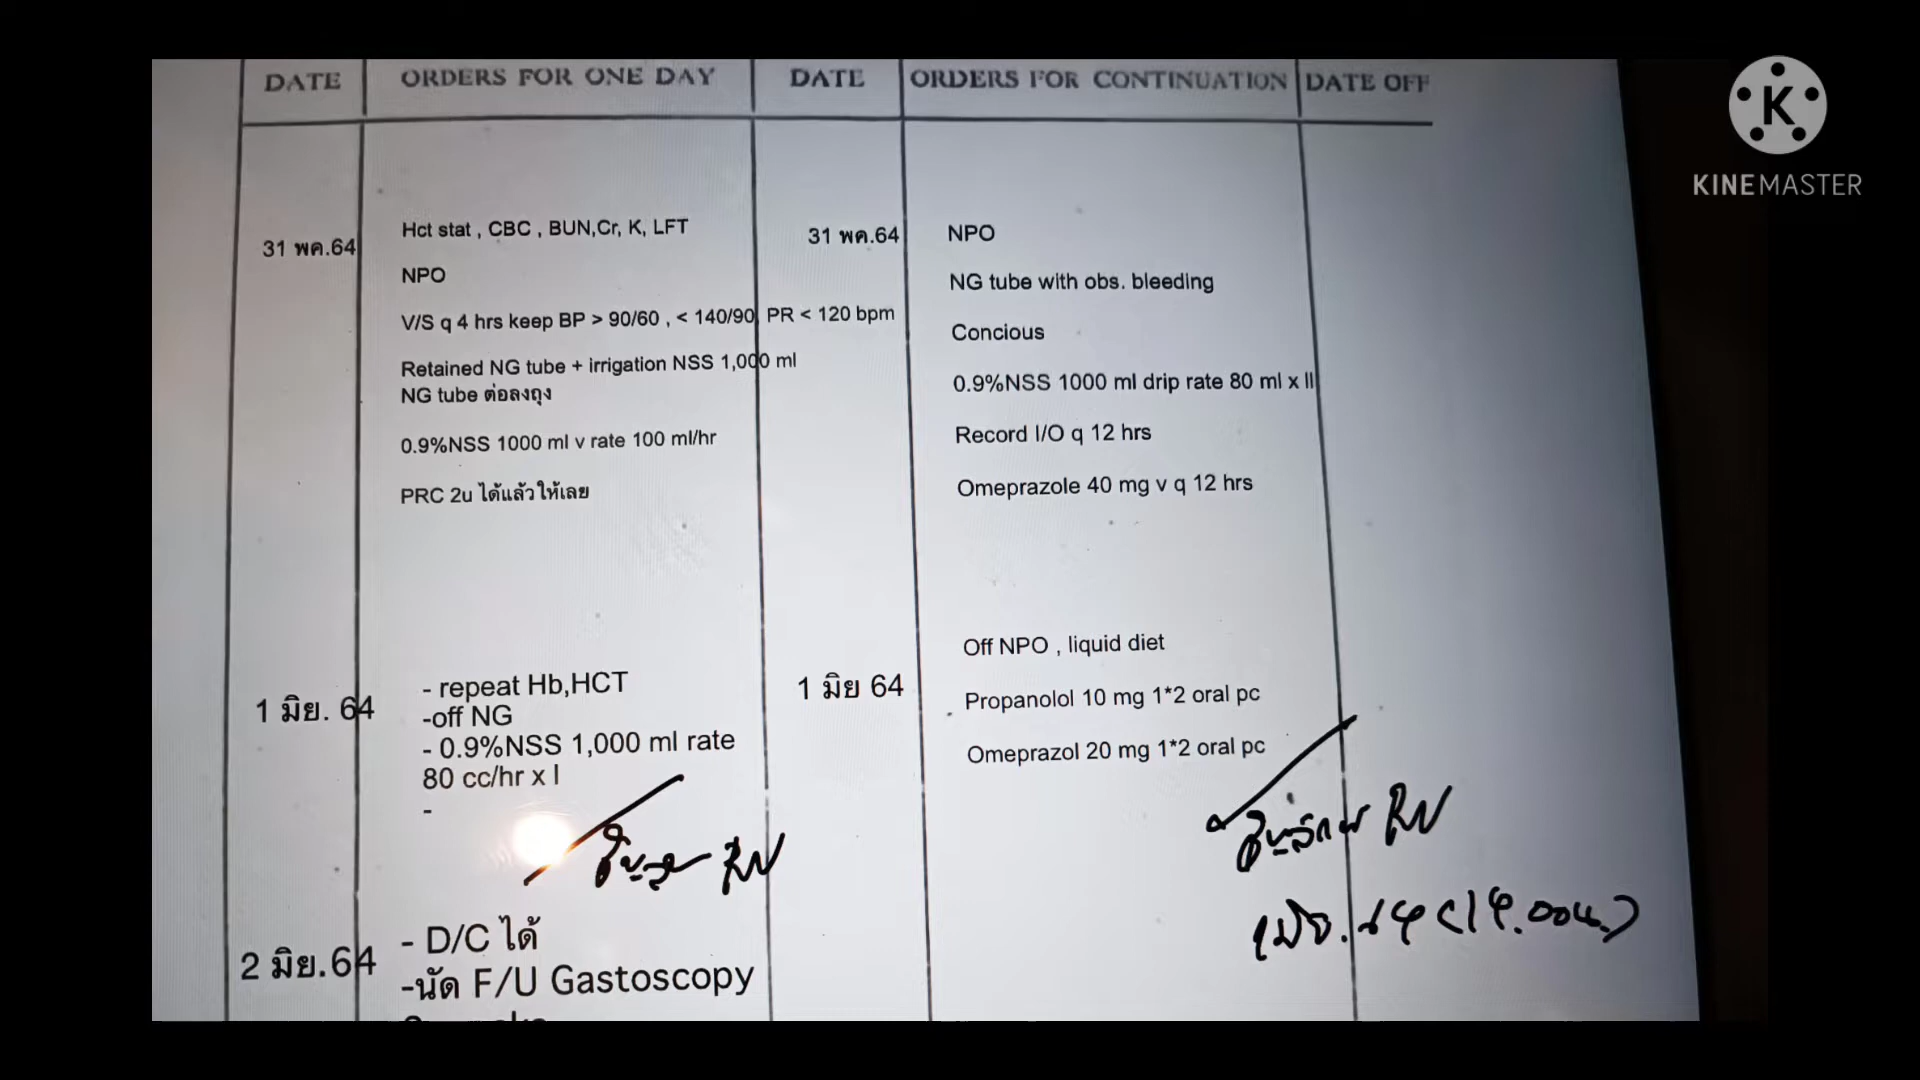 DATE
ORDERS FOR ONE DAY
DATE
ORDERS FOR CONTINUATION
DATE OFF
31 พค.64
Hct stat , CBC , BUN,Cr, K, LFT
NPO
V/S q 4 hrs keep BP > 90/60 , < 140/90, PR < 120 bpm
Retained NG tube + irrigation NSS 1,000 ml
NG tube ต่อลงถุง
0.9%NSS 1000 ml v rate 100 ml/hr
PRC 2u ได้แล้วให้เลย
31 พค.64
NPO
NG tube with obs. bleeding
Concious
0.9%NSS 1000 ml drip rate 80 ml x II
Record I/O q 12 hrs
Omeprazole 40 mg v q 12 hrs
1 มิย. 64
- repeat Hb,HCT
-off NG
- 0.9%NSS 1,000 ml rate
80 cc/hr x I
-
RN
1 มิย 64
Off NPO , liquid diet
Propanolol 10 mg 1*2 oral pc
Omeprazol 20 mg 1*2 oral pc
RN
2 มิย.64
- D/C ได้
-นัด F/U Gastoscopy
K
KINEMASTER